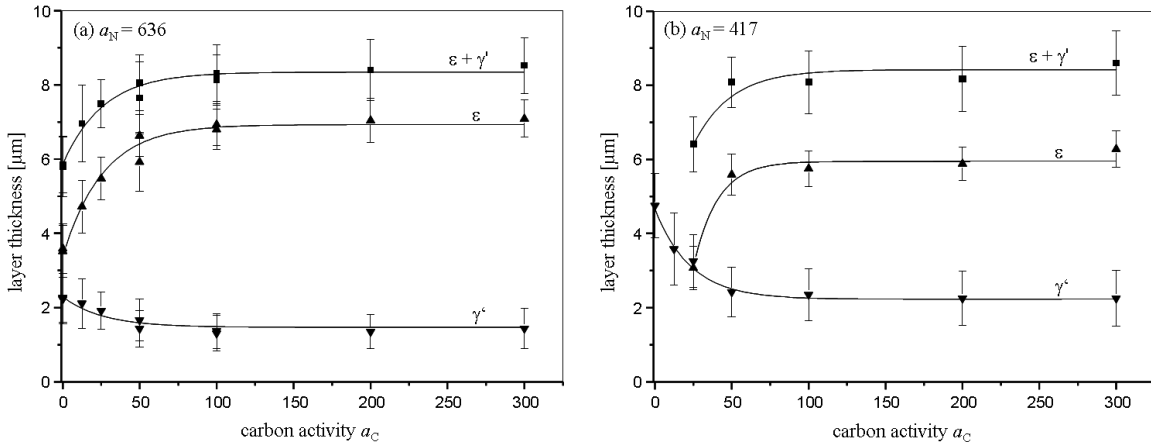 (a) aN = 636
ε + γ'
ε
γ‘
layer thickness [µm]
10
8
6
4
2
0
0 50 100 150 200 250 300
carbon activity aC
(b) aN = 417
ε + γ'
ε
γ‘
layer thickness [µm]
10
8
6
4
2
0
0 50 100 150 200 250 300
carbon activity aC